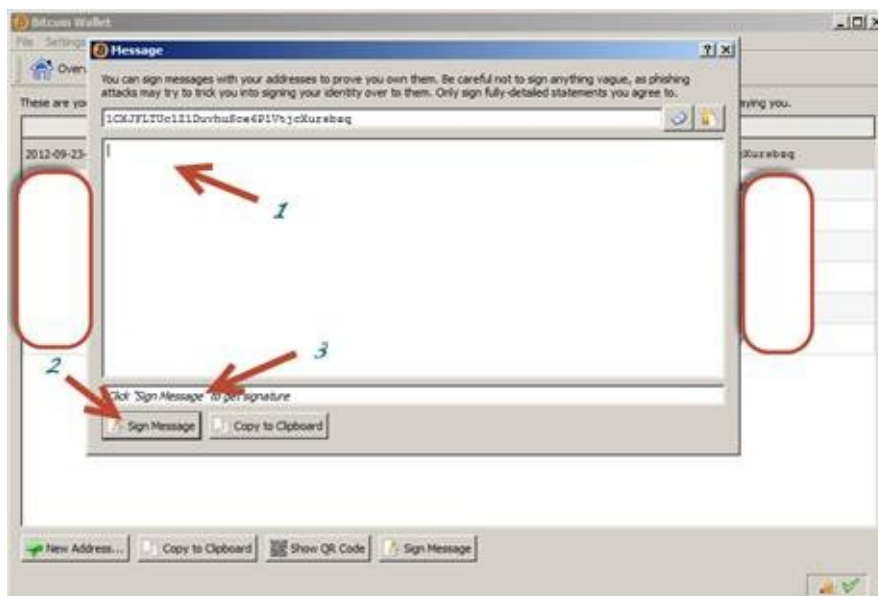 Bitcoin Wallet
File Settings
Message
Over
You can sign messages with your addresses to prove you own them. Be careful not to sign anything vague, as phishing
attacks may try to trick you into signing your identity over to them. Only sign fully-detailed statements you agree to.
These are yo
aying you.
2012-09-23-
1
2
3
Click "Sign Message" to get signature
Sign Message
Copy to Clipboard
New Address...
Copy to Clipboard
Show QR Code
Sign Message